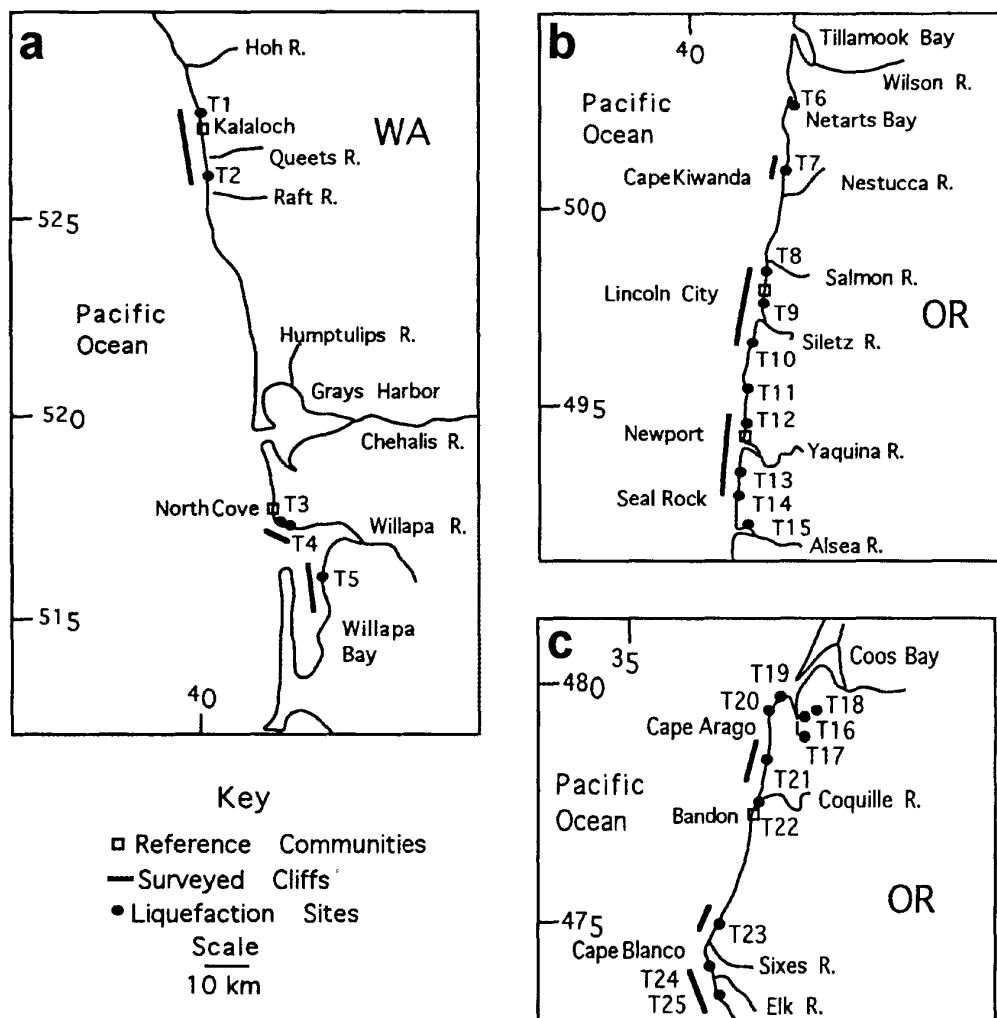 a
Hoh R.
T1
Kalaloch
WA
Queets R.
T2
Raft R.
525
Pacific
Ocean
Humptulips R.
Grays Harbor
520
Chehalis R.
North Cove
T3
Willapa R.
T4
T5
515
Willapa
Bay
40
Key
Reference Communities
Surveyed Cliffs
Liquefaction Sites
Scale
10 km
b
40
Tillamook Bay
Wilson R.
Pacific
Ocean
T6
Netarts Bay
T7
Cape Kiwanda
Nestucca R.
500
T8
Salmon R.
Lincoln City
T9
OR
Siletz R.
T10
T11
495
T12
Newport
Yaquina R.
T13
Seal Rock
T14
T15
Alsea R.
c
35
Coos Bay
480
T19
T20
T18
Cape Arago
T16
T17
T21
Pacific
Ocean
Coquille R.
Bandon
T22
OR
475
T23
Cape Blanco
Sixes R.
T24
T25
Elk R.